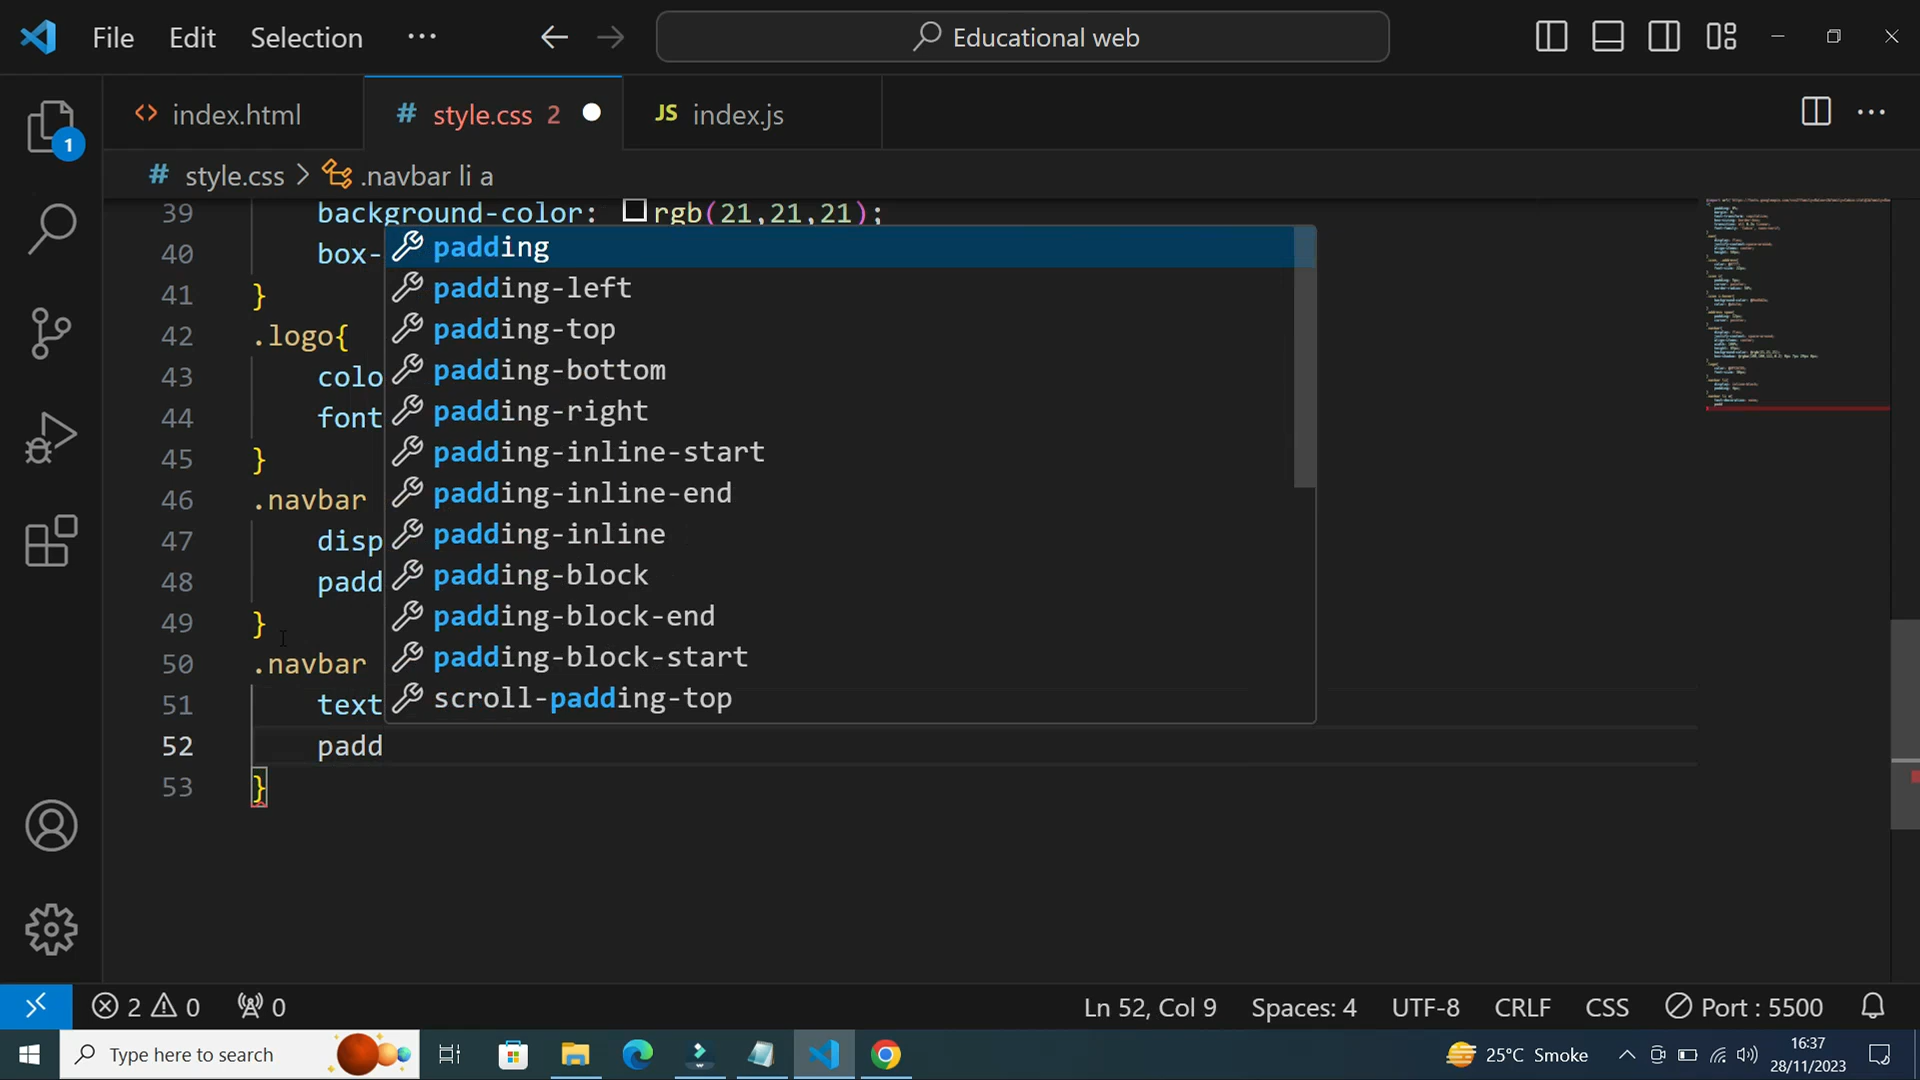 File Edit Selection ··· Educational web
index.html # style.css 2 JS index.js
1
# style.css > .navbar li a
39 background-color: rgb(21,21,21);
40 box-
padding
padding-left
padding-top
padding-bottom
padding-right
padding-inline-start
padding-inline-end
padding-inline
padding-block
padding-block-end
padding-block-start
scroll-padding-top
41 }
42 .logo{
43 colo
44 font
45 }
46 .navbar
47 disp
48 padd
49 }
50 .navbar
51 text
52 padd
53 }
2 0 0 Ln 52, Col 9 Spaces: 4 UTF-8 CRLF CSS Port : 5500
Type here to search 25°C Smoke 16:37
28/11/2023